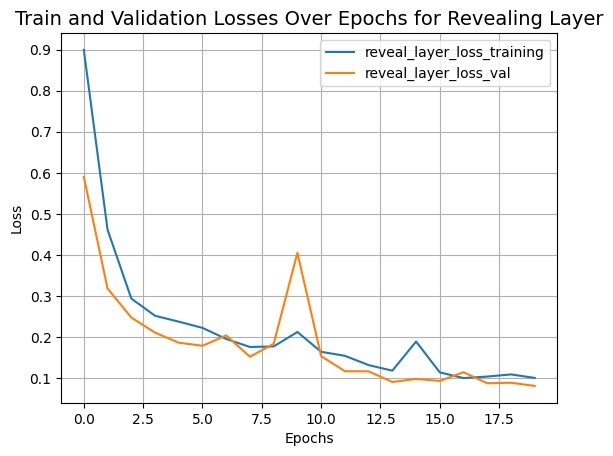 Train and Validation Losses Over Epochs for Revealing Layer
reveal_layer_loss_training
reveal_layer_loss_val
Loss
0.9
0.8
0.7
0.6
0.5
0.4
0.3
0.2
0.1
0.0 2.5 5.0 7.5 10.0 12.5 15.0 17.5
Epochs